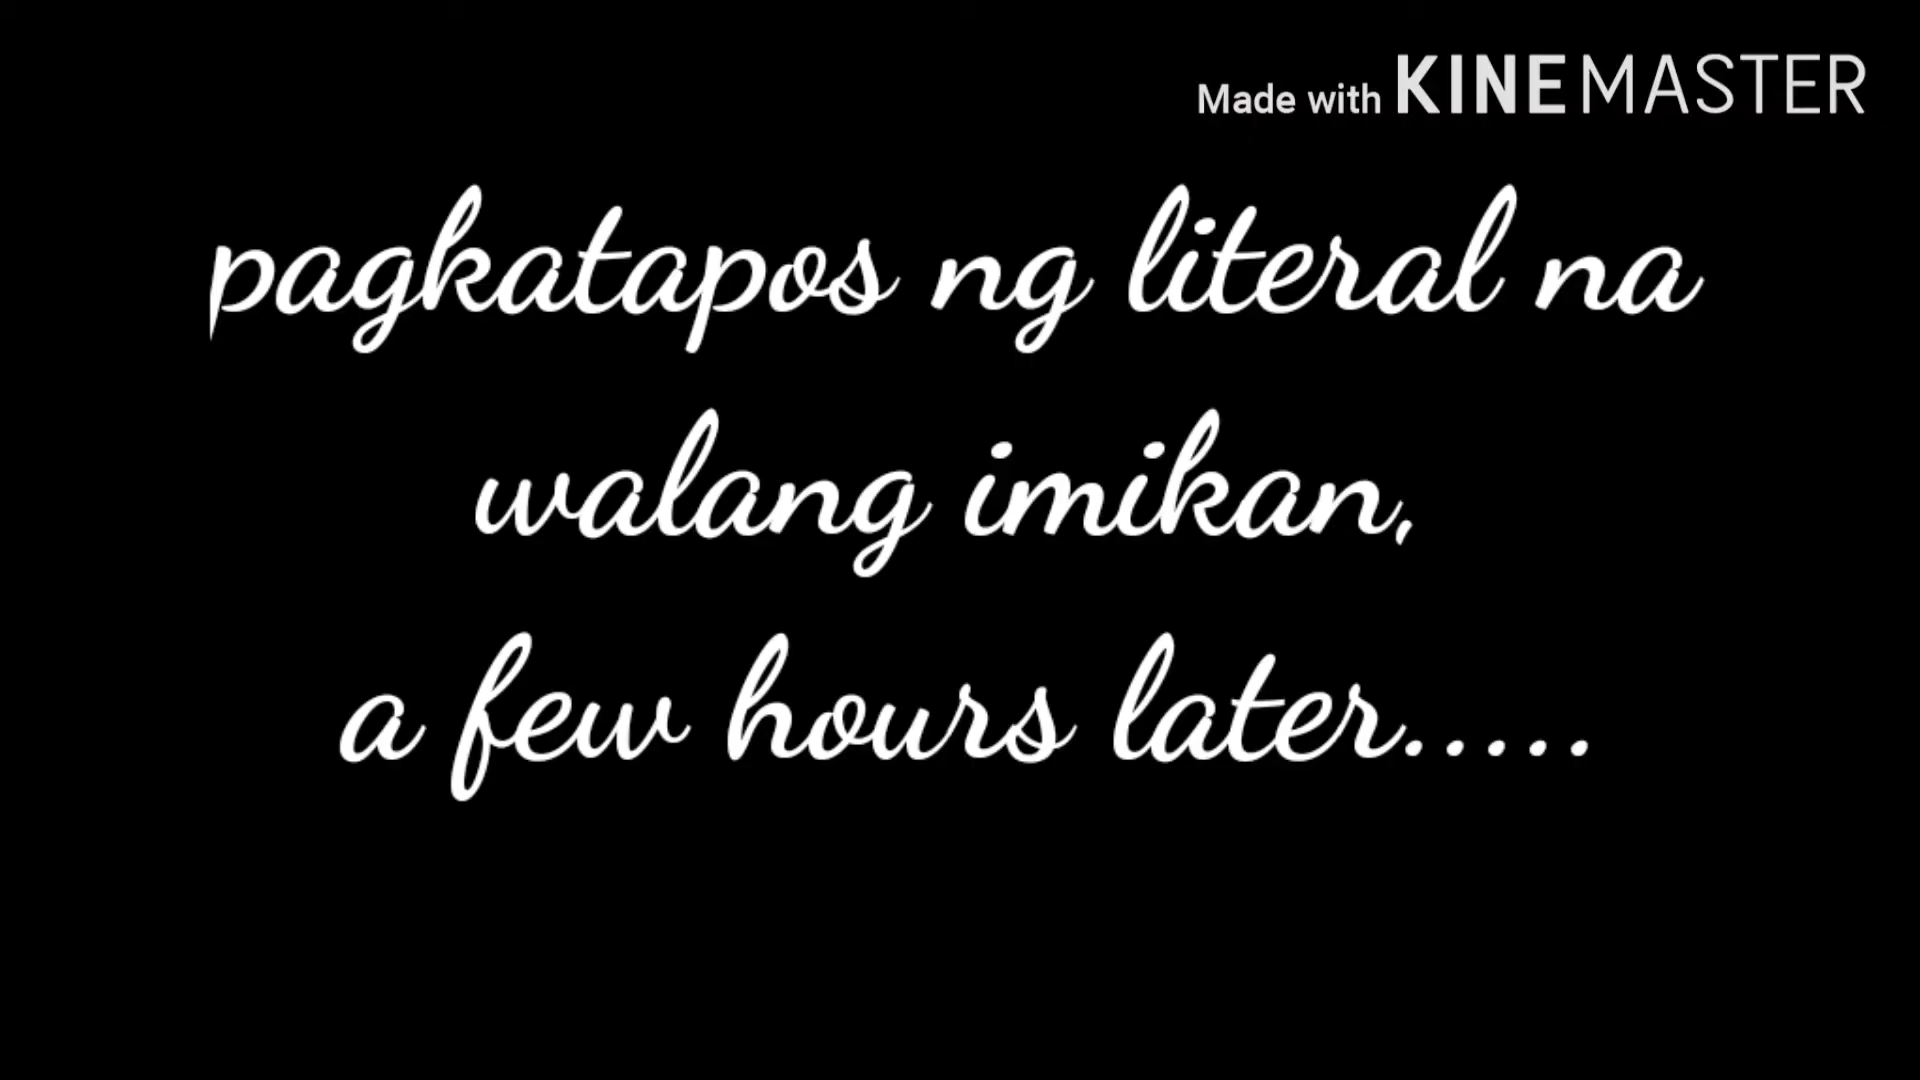 Made with KINEMASTER
pagkatapos ng literal na
walang imikan,
a few hours later.....